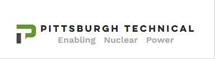 PITTSBURGH TECHNICAL
Enabling Nuclear Power